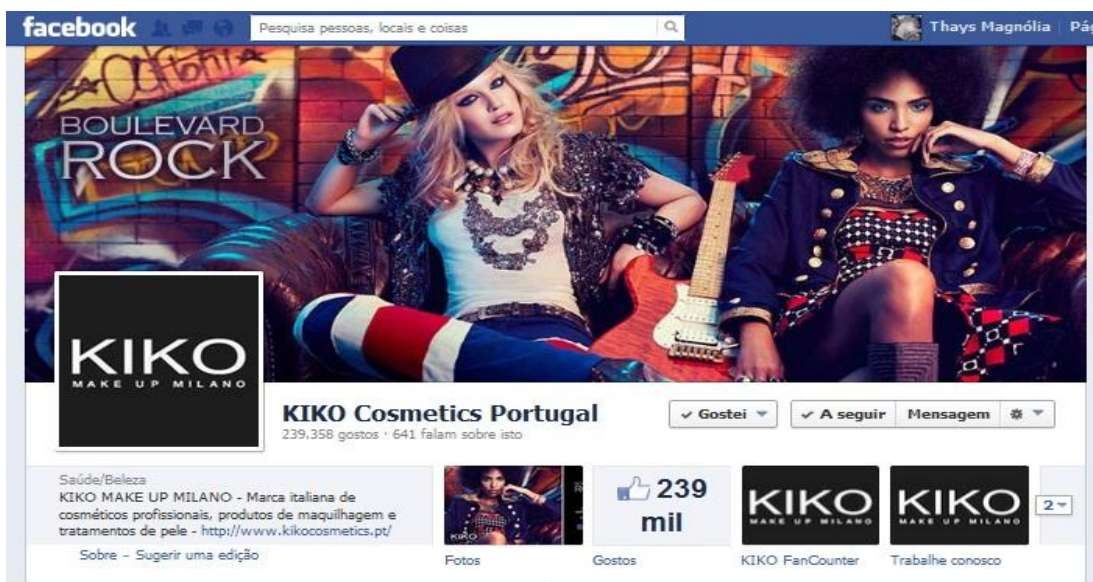 facebook
Pesquisa pessoas, locais e coisas
Thays Magnólia
Pág
BOULEVARD
ROCK
KIKO
MAKE UP MILANO
KIKO Cosmetics Portugal
239.358 gostos · 641 falam sobre isto
✓ Gostei
✓ A seguir
Mensagem
Saúde/Beleza
KIKO MAKE UP MILANO - Marca italiana de
cosméticos profissionais, produtos de maquilhagem e
tratamentos de pele - http://www.kikocosmetics.pt/
Sobre – Sugerir uma edição
KIKO
Fotos
239
mil
Gostos
KIKO
MAKE UP MILANO
KIKO FanCounter
KIKO
MAKE UP MILANO
Trabalhe conosco
2